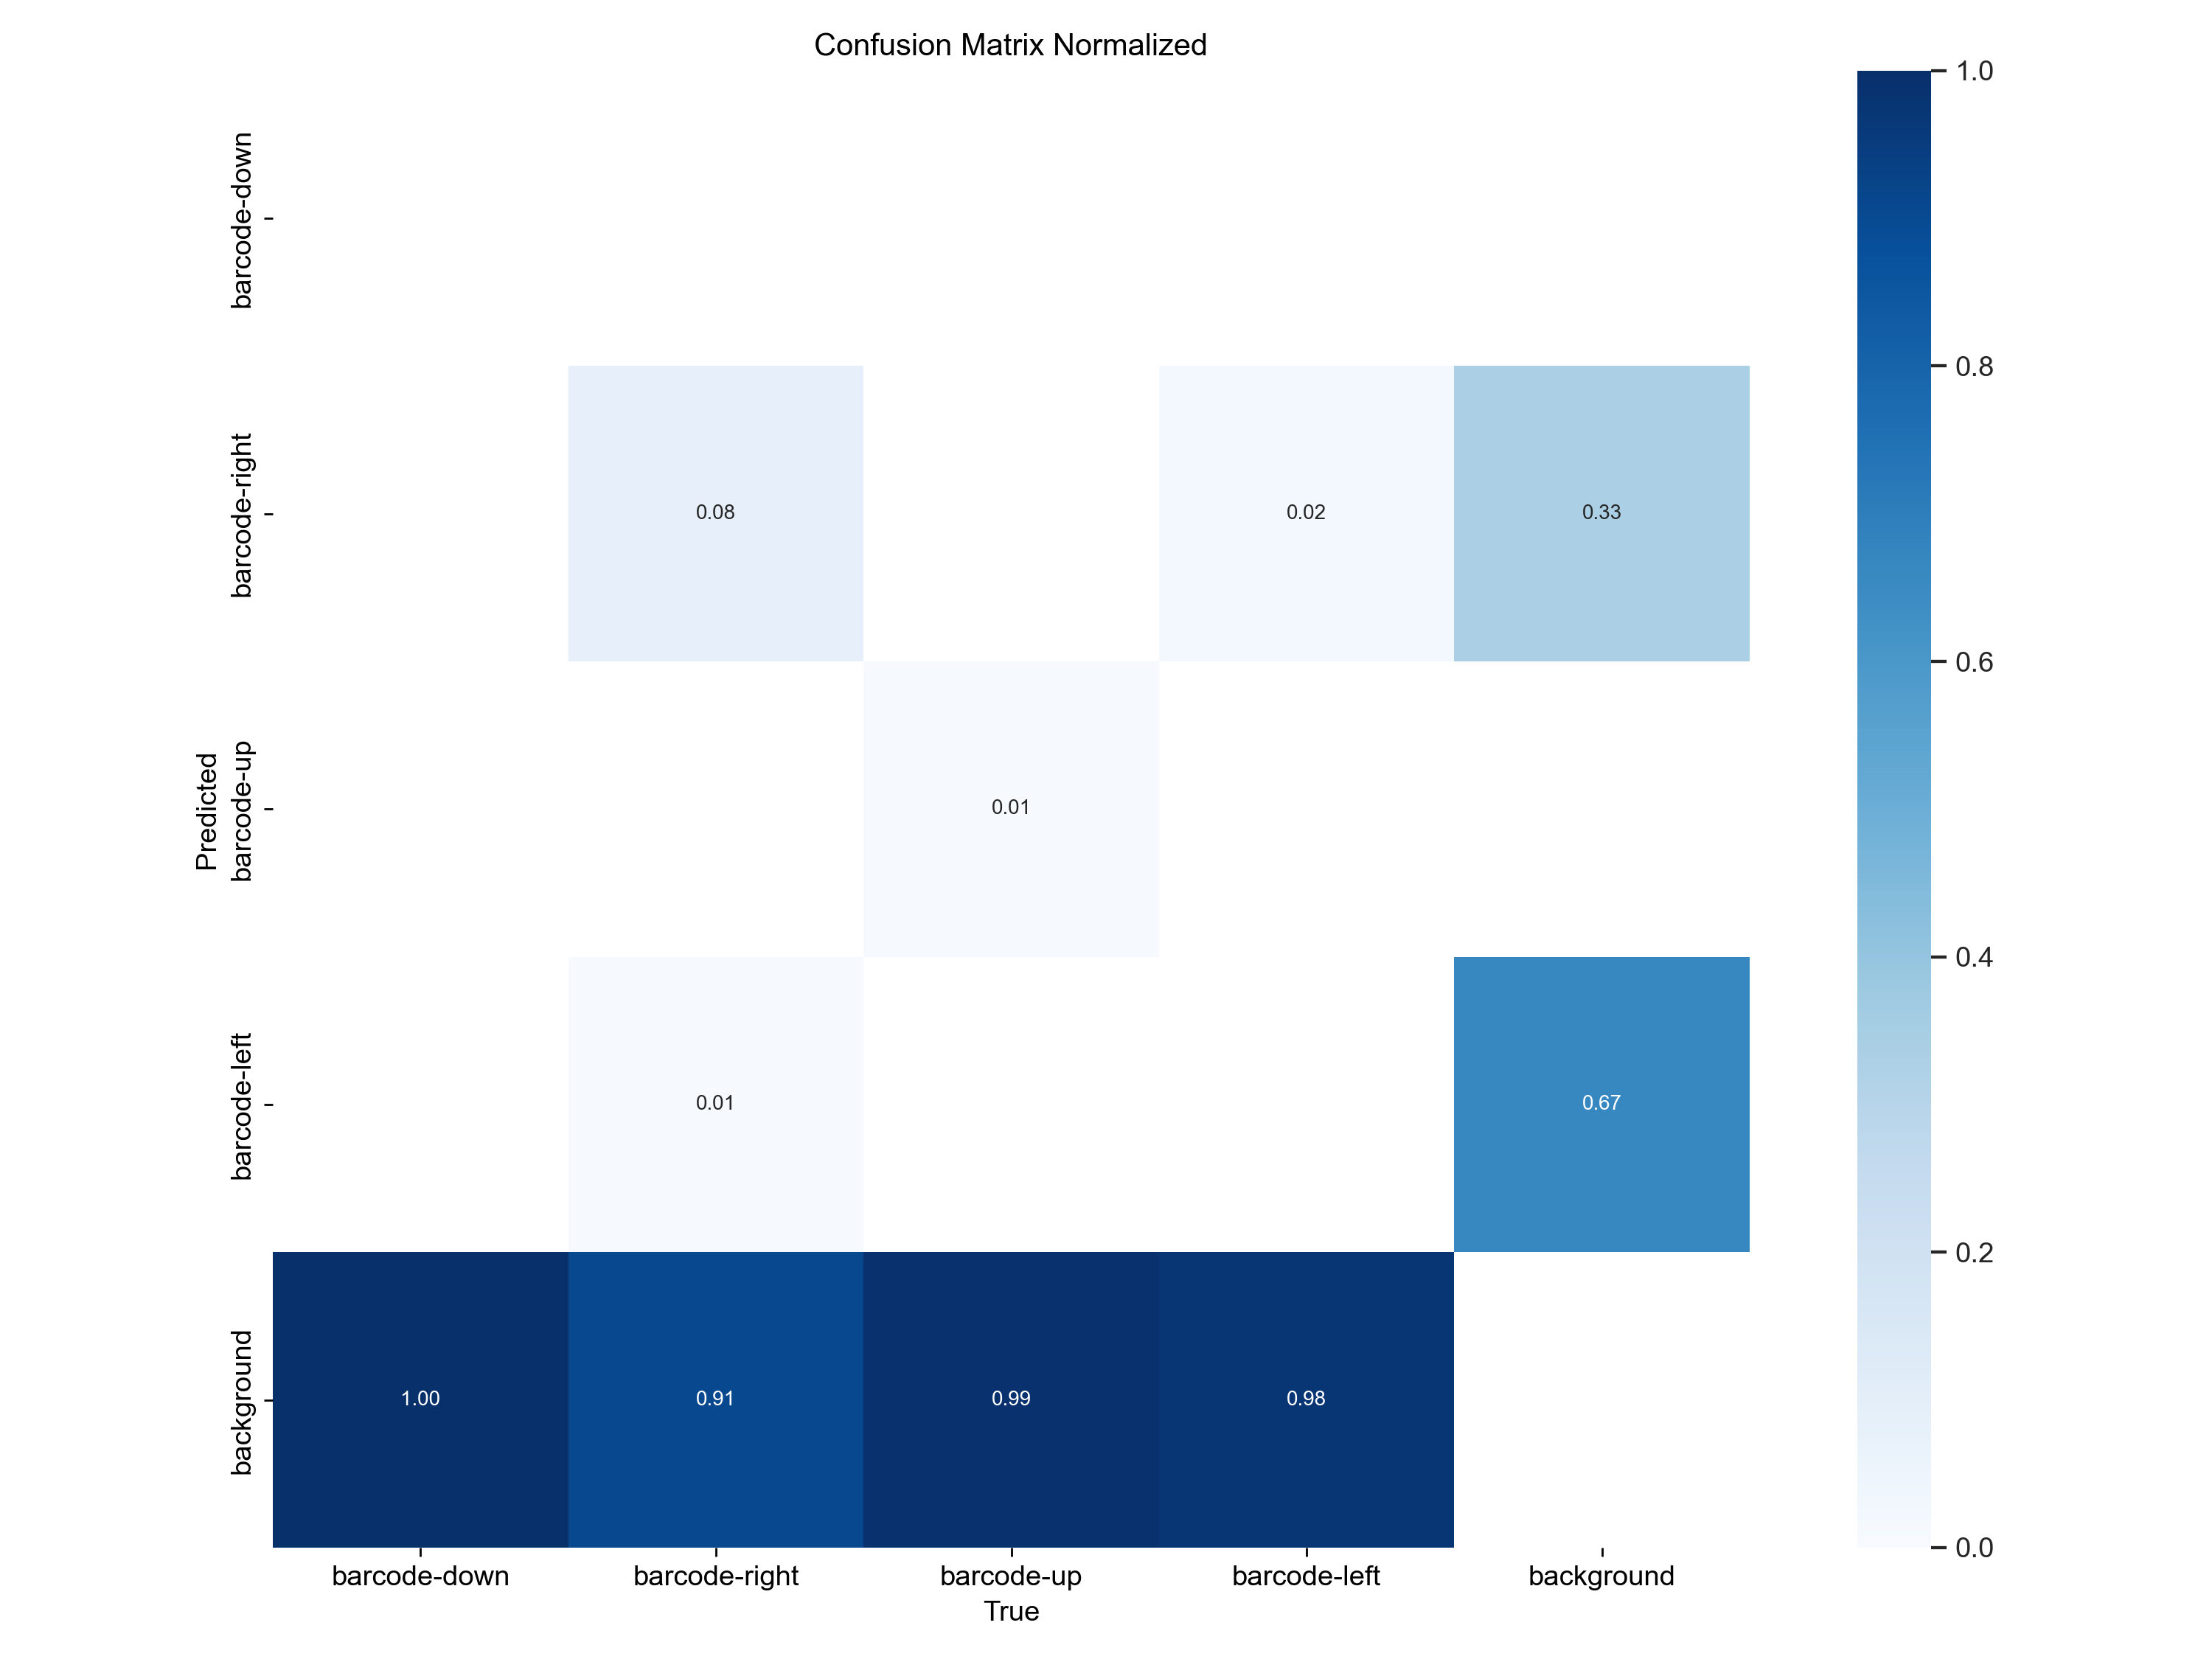 Confusion Matrix Normalized
1.0
0.8
0.6
0.4
0.2
0.0
Predicted
barcode-down
barcode-right
0.08
0.02
0.33
barcode-up
0.01
barcode-left
0.01
0.67
background
1.00
0.91
0.99
0.98
barcode-down
barcode-right
barcode-up
barcode-left
background
True